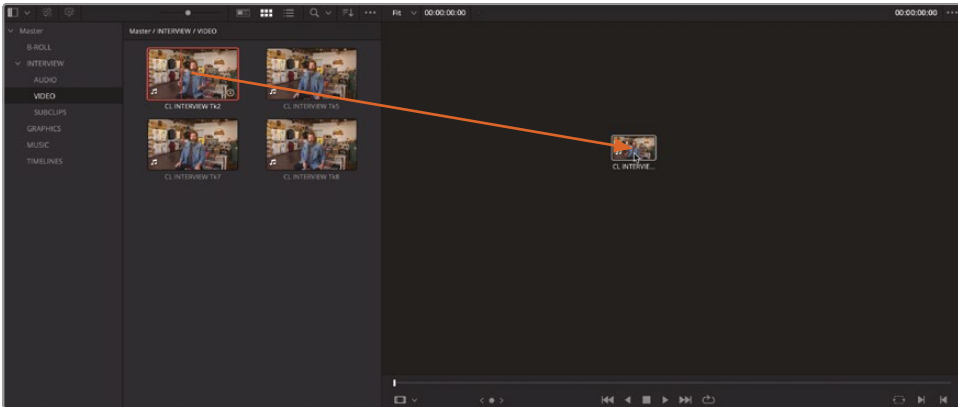 Fit
00:00:00:00
00:00:00:00
Master
B-ROLL
INTERVIEW
AUDIO
VIDEO
SUBCLIPS
GRAPHICS
MUSIC
TIMELINES
Master / INTERVIEW / VIDEO
CL INTERVIEW Tk2
CL INTERVIEW Tk5
CL INTERVIEW Tk7
CL INTERVIEW Tk8
CL INTERVIE...